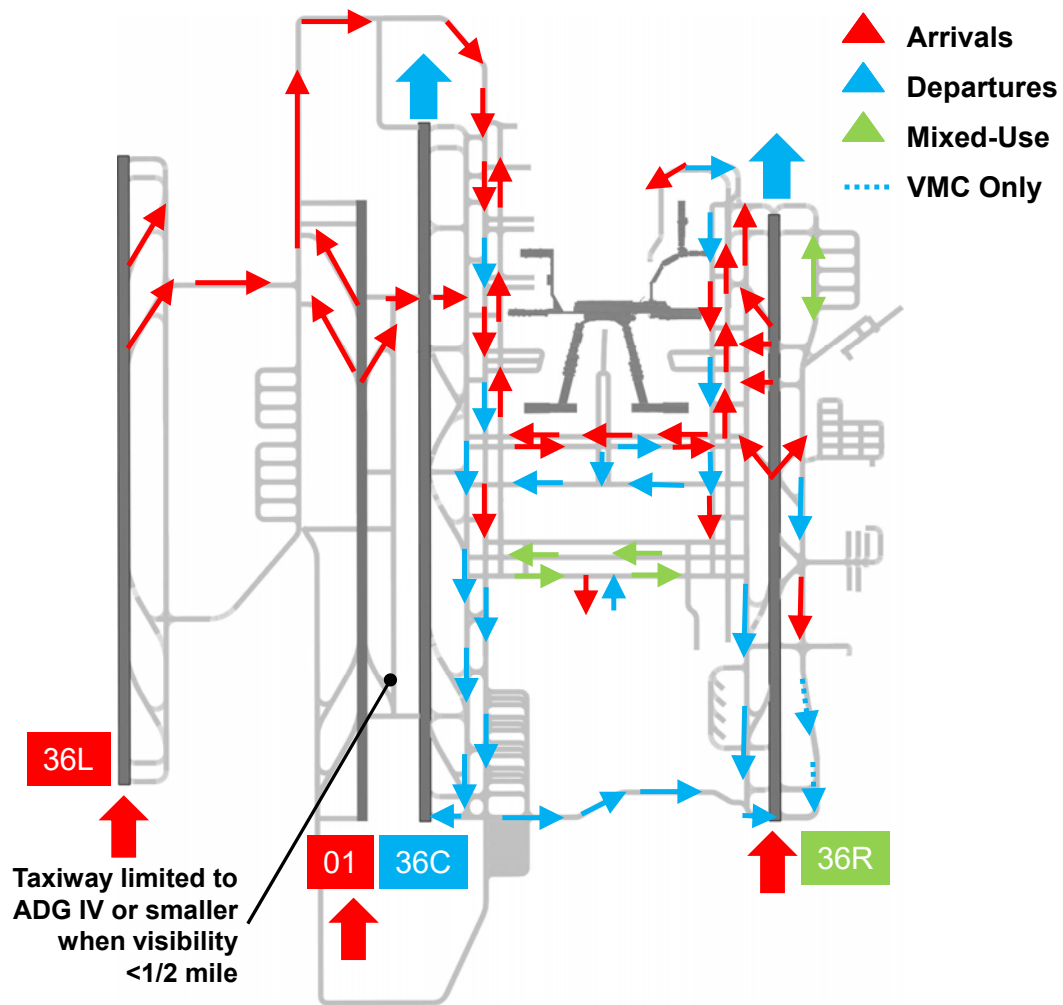 Arrivals
Departures
Mixed-Use
VMC Only
36L
01
36C
36R
Taxiway limited to
ADG IV or smaller
when visibility
<1/2 mile